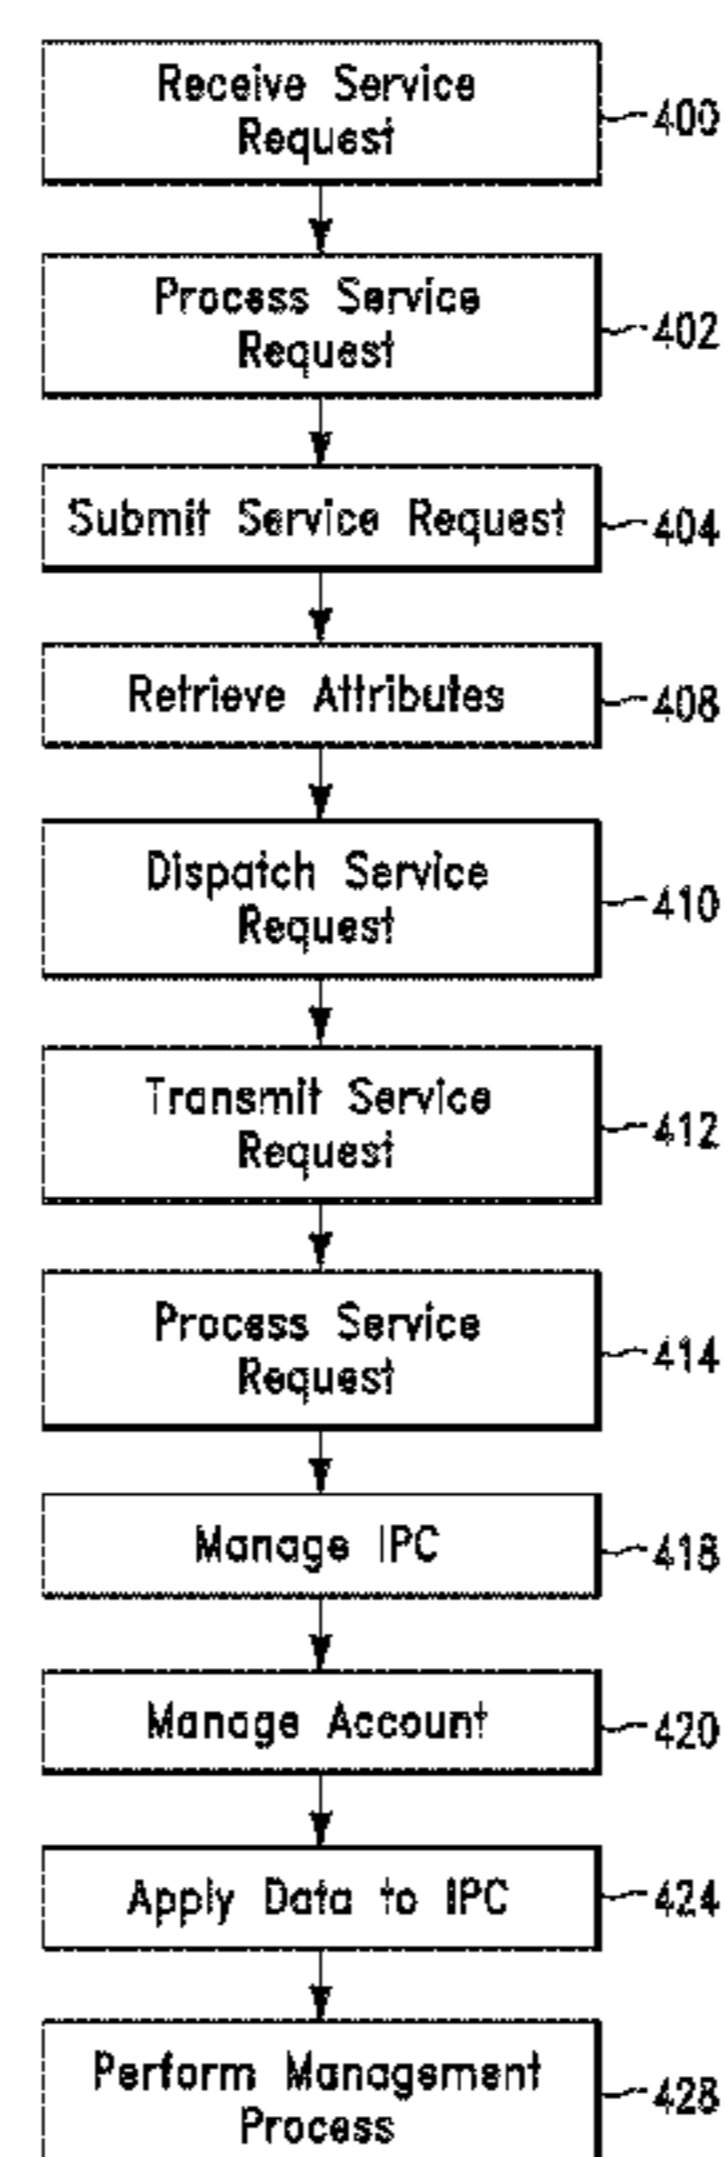 Receive Service
Request
400
Process Service
Request
402
Submit Service Request
404
Retrieve Attributes
408
Dispatch Service
Request
410
Transmit Service
Request
412
Process Service
Request
414
Manage IPC
418
Manage Account
420
Apply Data to IPC
424
Perform Management
Process
428